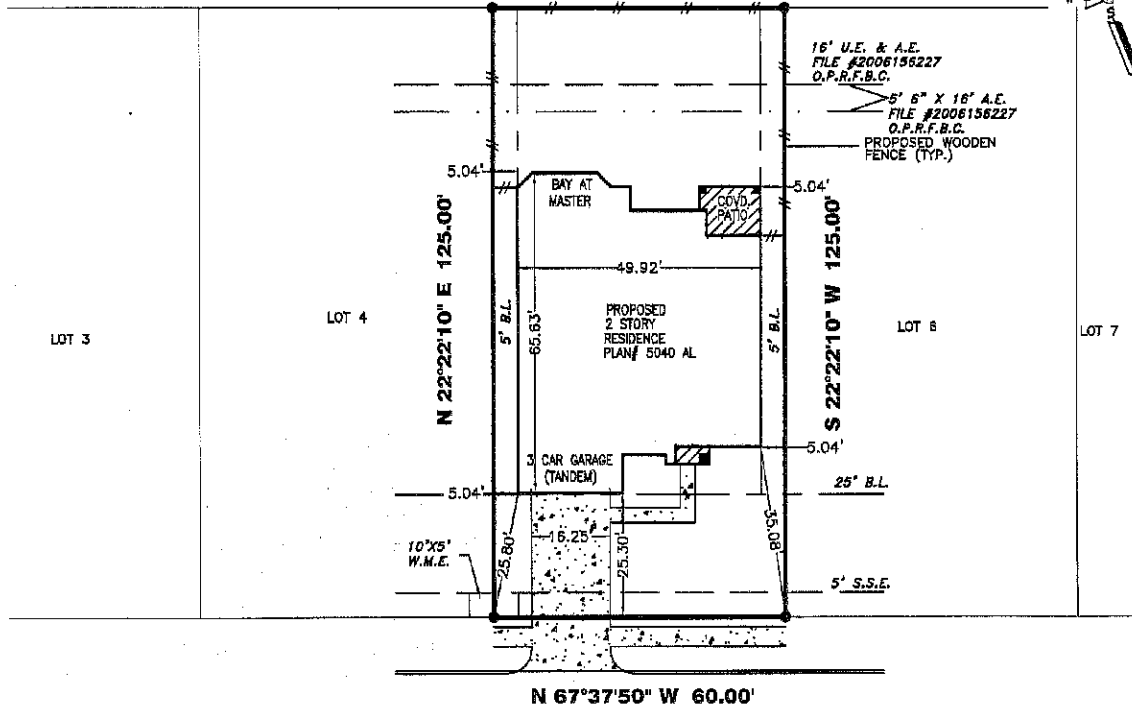 16' U.E. & A.E.
FILE #2006156227
O.P.R.F.B.C.
5' 6" X 16' A.E.
FILE #2006156227
O.P.R.F.B.C.
PROPOSED WOODEN
FENCE (TYP.)
5.04'
BAY AT
MASTER
COVD.
PATIO
5.04'
N 22°22'10" E 125.00'
S 22°22'10" W 125.00'
49.92'
LOT 3
LOT 4
5' B.L.
65.63'
PROPOSED
2 STORY
RESIDENCE
PLAN# 5040 AL
5' B.L.
LOT 6
LOT 7
3 CAR GARAGE
(TANDEM)
5.04'
5.04'
25' B.L.
10'X5'
W.M.E.
25.80'
16.25'
25.30'
35.08'
5' S.S.E.
N 67°37'50" W 60.00'